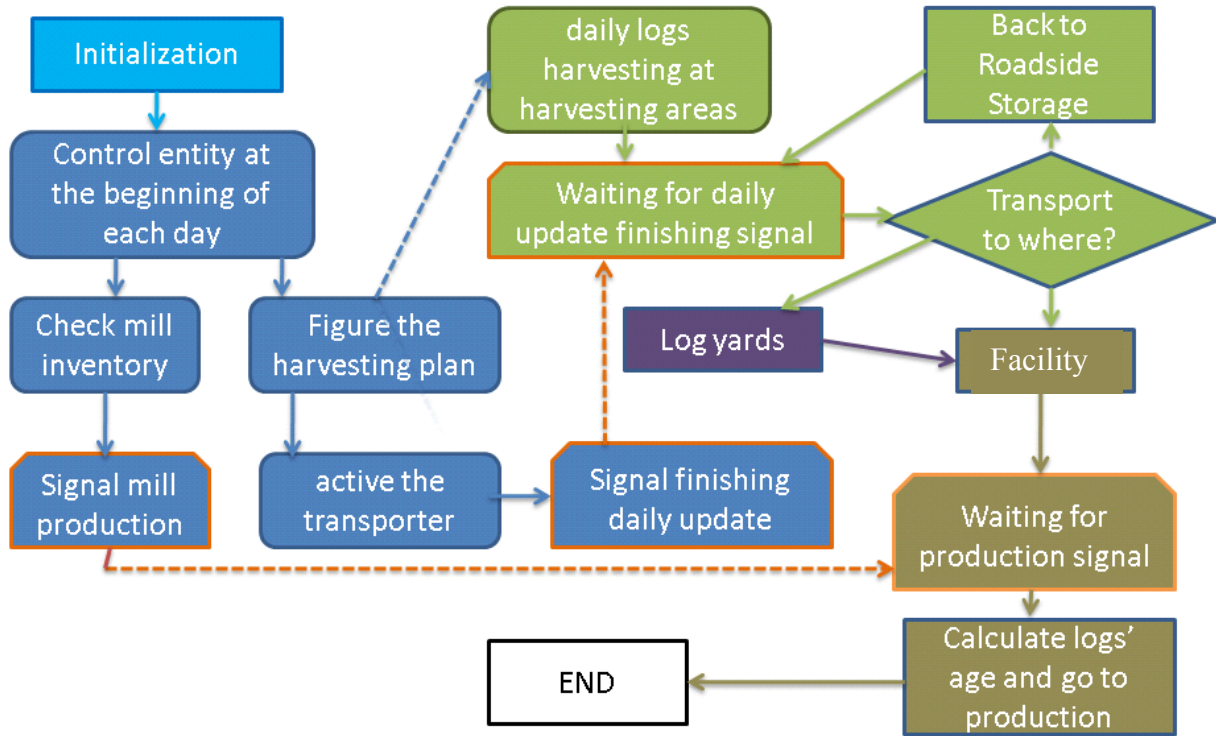 Initialization
Control entity at
the beginning of
each day
Check mill
inventory
Signal mill
production
Figure the
harvesting plan
active the
transporter
Signal finishing
daily update
daily logs
harvesting at
harvesting areas
Waiting for daily
update finishing signal
Back to
Roadside
Storage
Transport
to where?
Log yards
Facility
Waiting for
production signal
Calculate logs’
age and go to
production
END